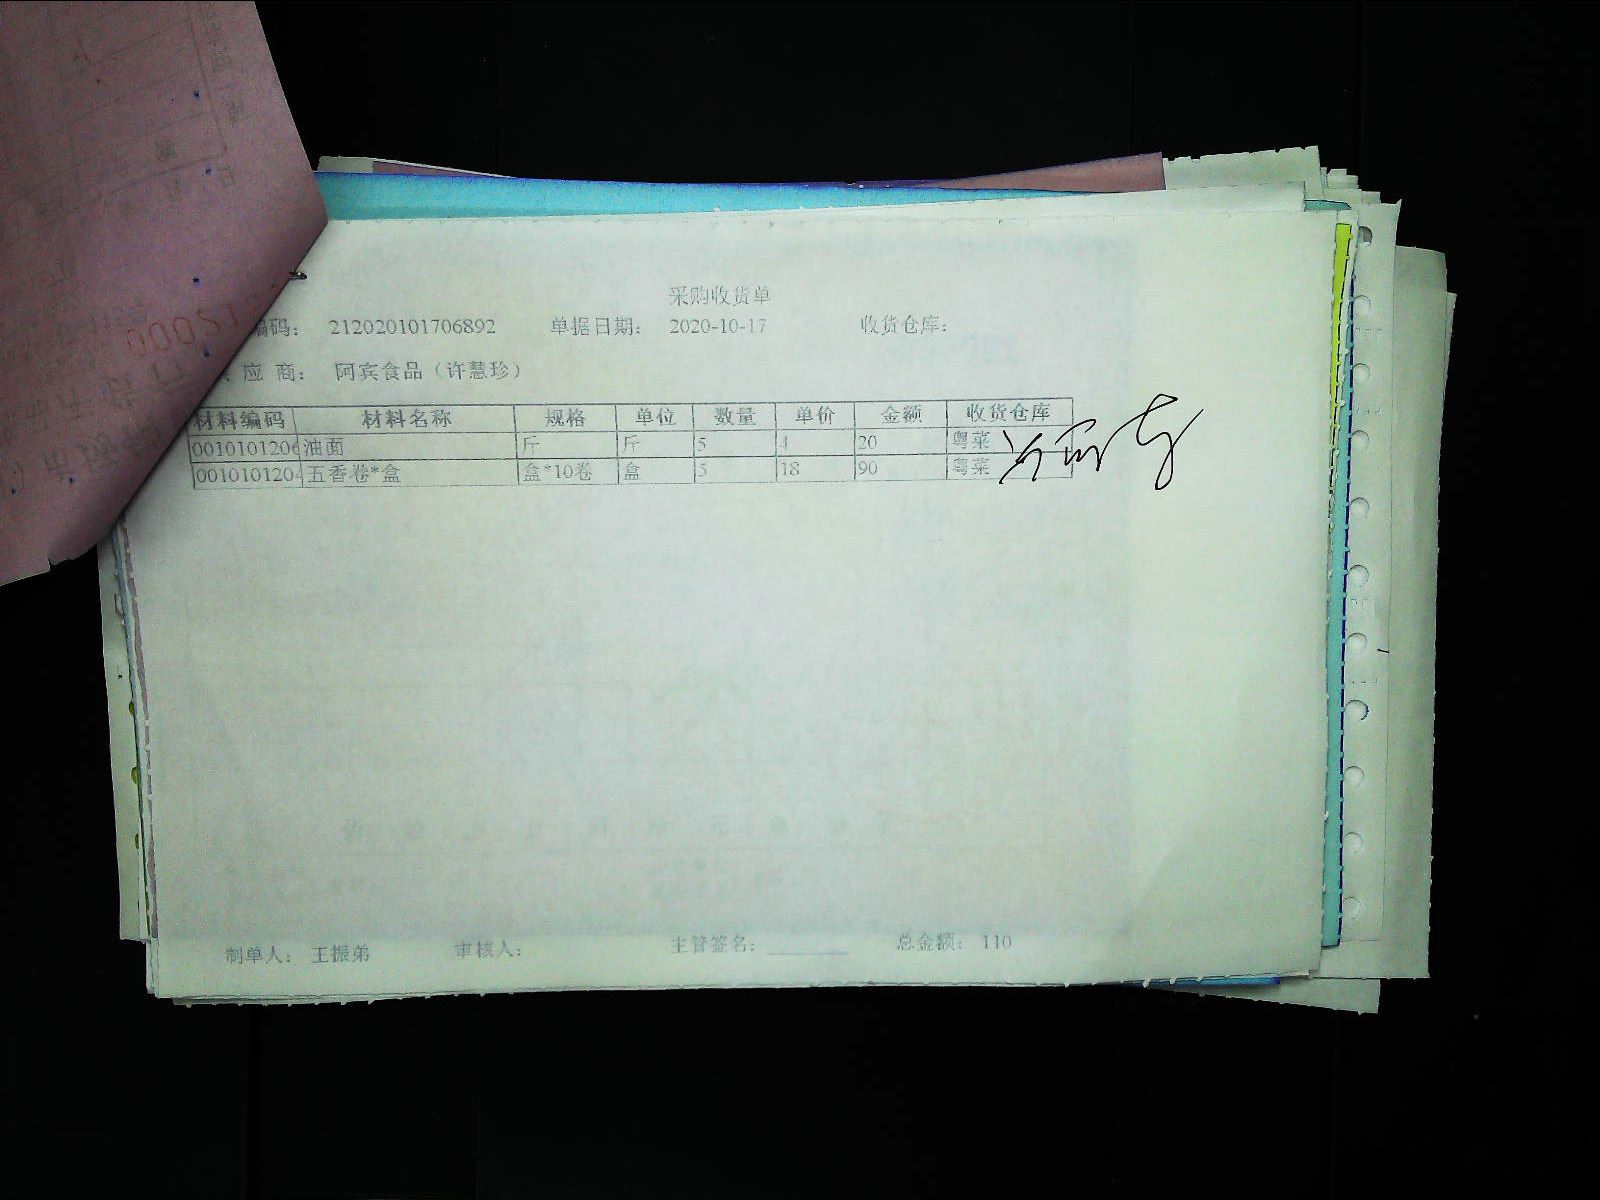 采购收货单
编码： 212020101706892 单据日期： 2020-10-17 收货仓库：
应 商： 阿宾食品（许慧珍）
材料编码 材料名称 规格 单位 数量 单价 金额 收货仓库
0010101206 油面 斤 斤 5 4 20 粤菜
001010120 五香卷*盒 盒*10卷 盒 5 18 90 粤菜
制单人： 王振弟 审核人： 主管签名： 总金额： 110